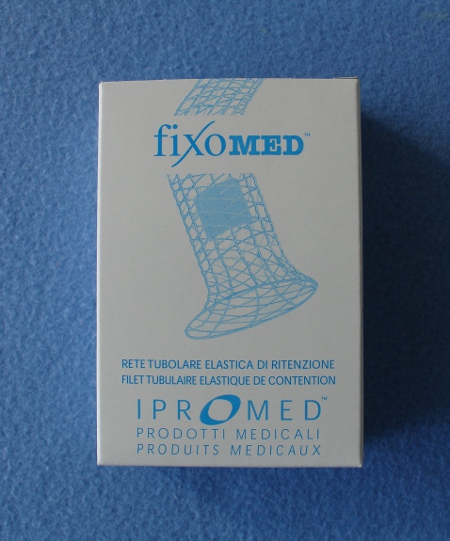 fixoMED™
RETE TUBOLARE ELASTICA DI RITENZIONE
FILET TUBULAIRE ELASTIQUE DE CONTENTION
IPROMED™
PRODOTTI MEDICALI
PRODUITS MEDICAUX